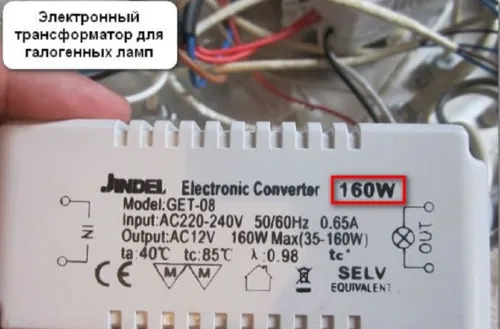 Электронный
трансформатор для
галогенных ламп
JINDEL Electronic Converter 160W
Model:GET-08
Input:AC220-240V 50/60Hz 0.65A
Output:AC12V 160W Max(35-160W)
ta:40℃ tc:85℃ λ:0.98 tc
IN
OUT
CE M M SELV
EQUIVALENT